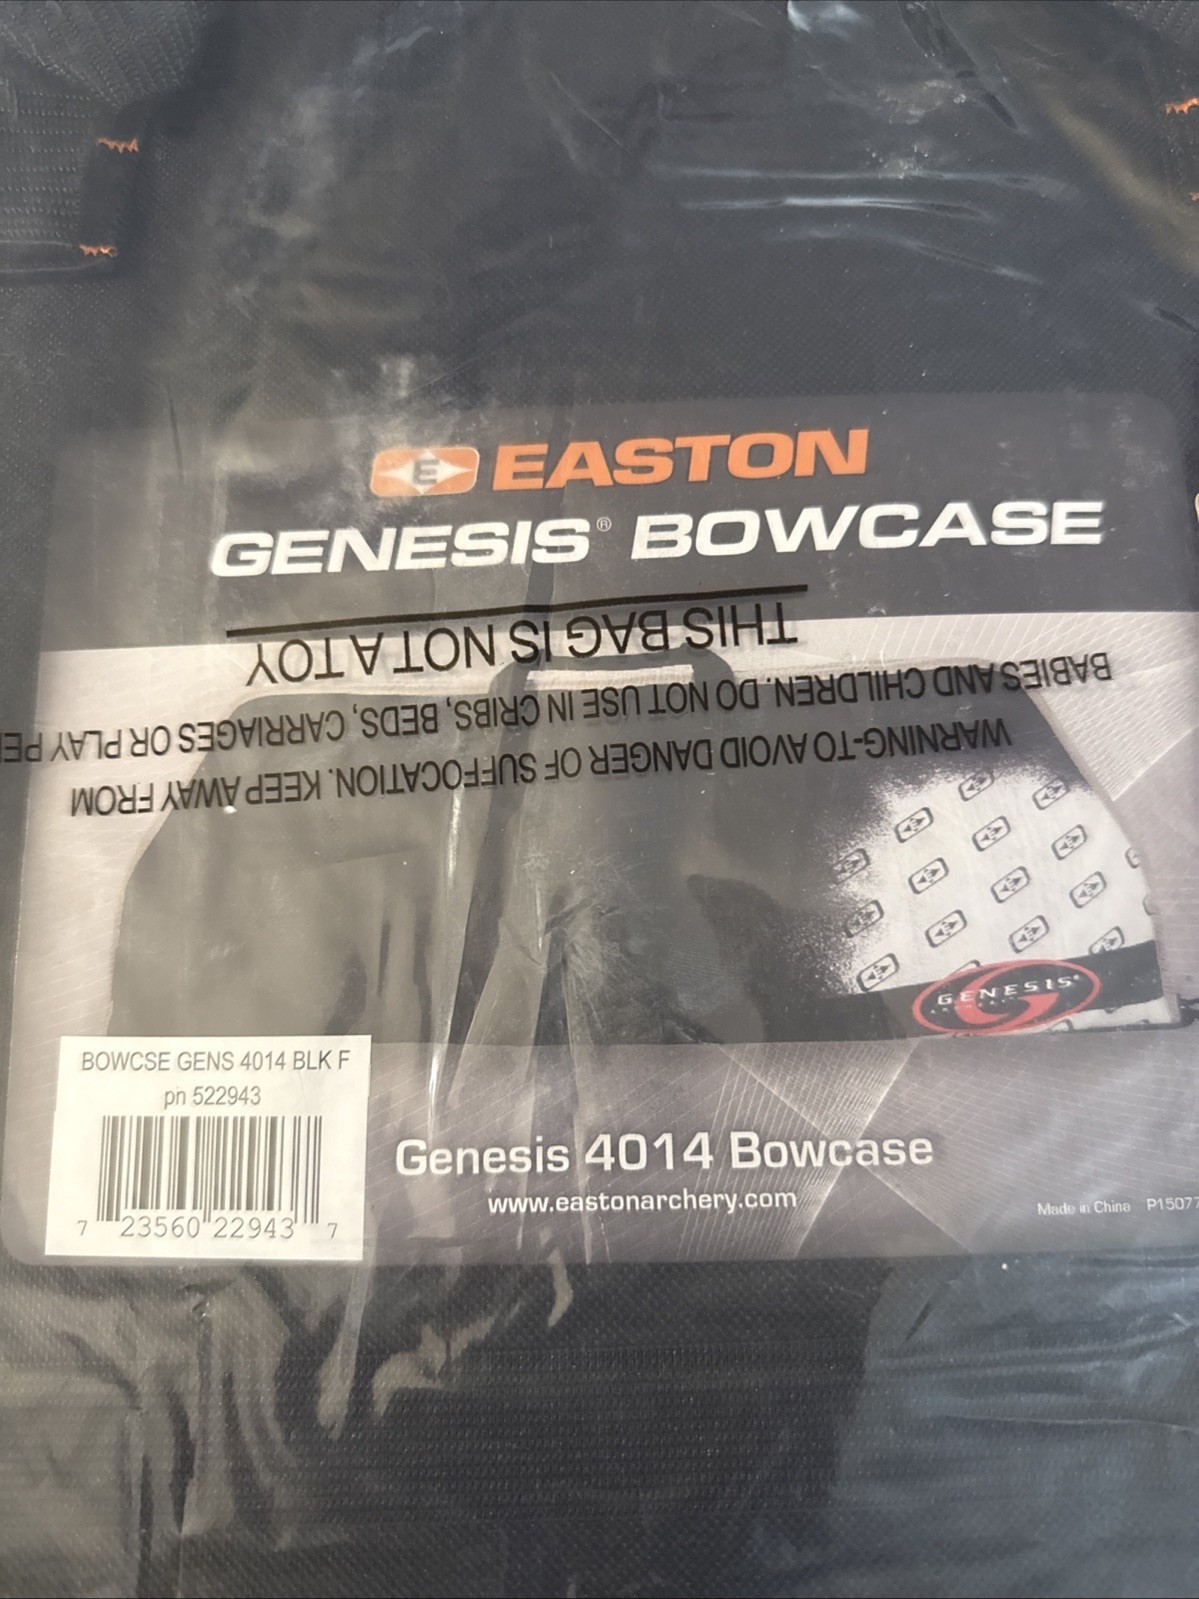 E EASTON
GENESIS® BOWCASE
THIS BAG IS NOT A TOY
WARNING-TO AVOID DANGER OF SUFFOCATION. KEEP AWAY FROM
BABIES AND CHILDREN. DO NOT USE IN CRIBS, BEDS, CARRIAGES OR PLAY PE
GENESIS®
BOWCSE GENS 4014 BLK F
pn 522943
7 23560 22943 7
Genesis 4014 Bowcase
www.eastonarchery.com
Made in China P15077